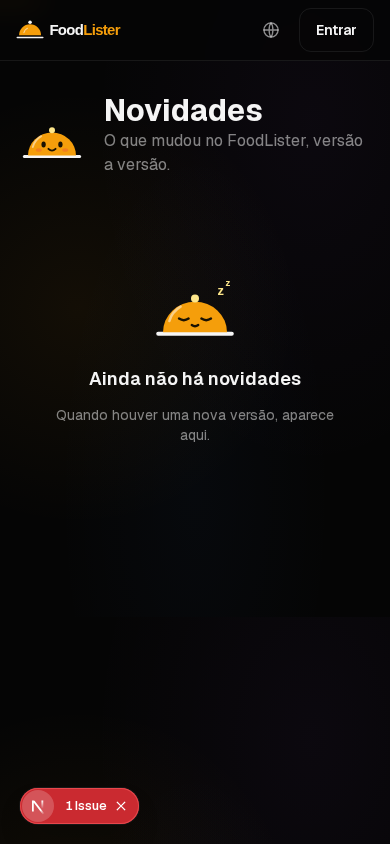 FoodLister
Entrar
Novidades
O que mudou no FoodLister, versão
a versão.
z z
Ainda não há novidades
Quando houver uma nova versão, aparece
aqui.
N 1 Issue